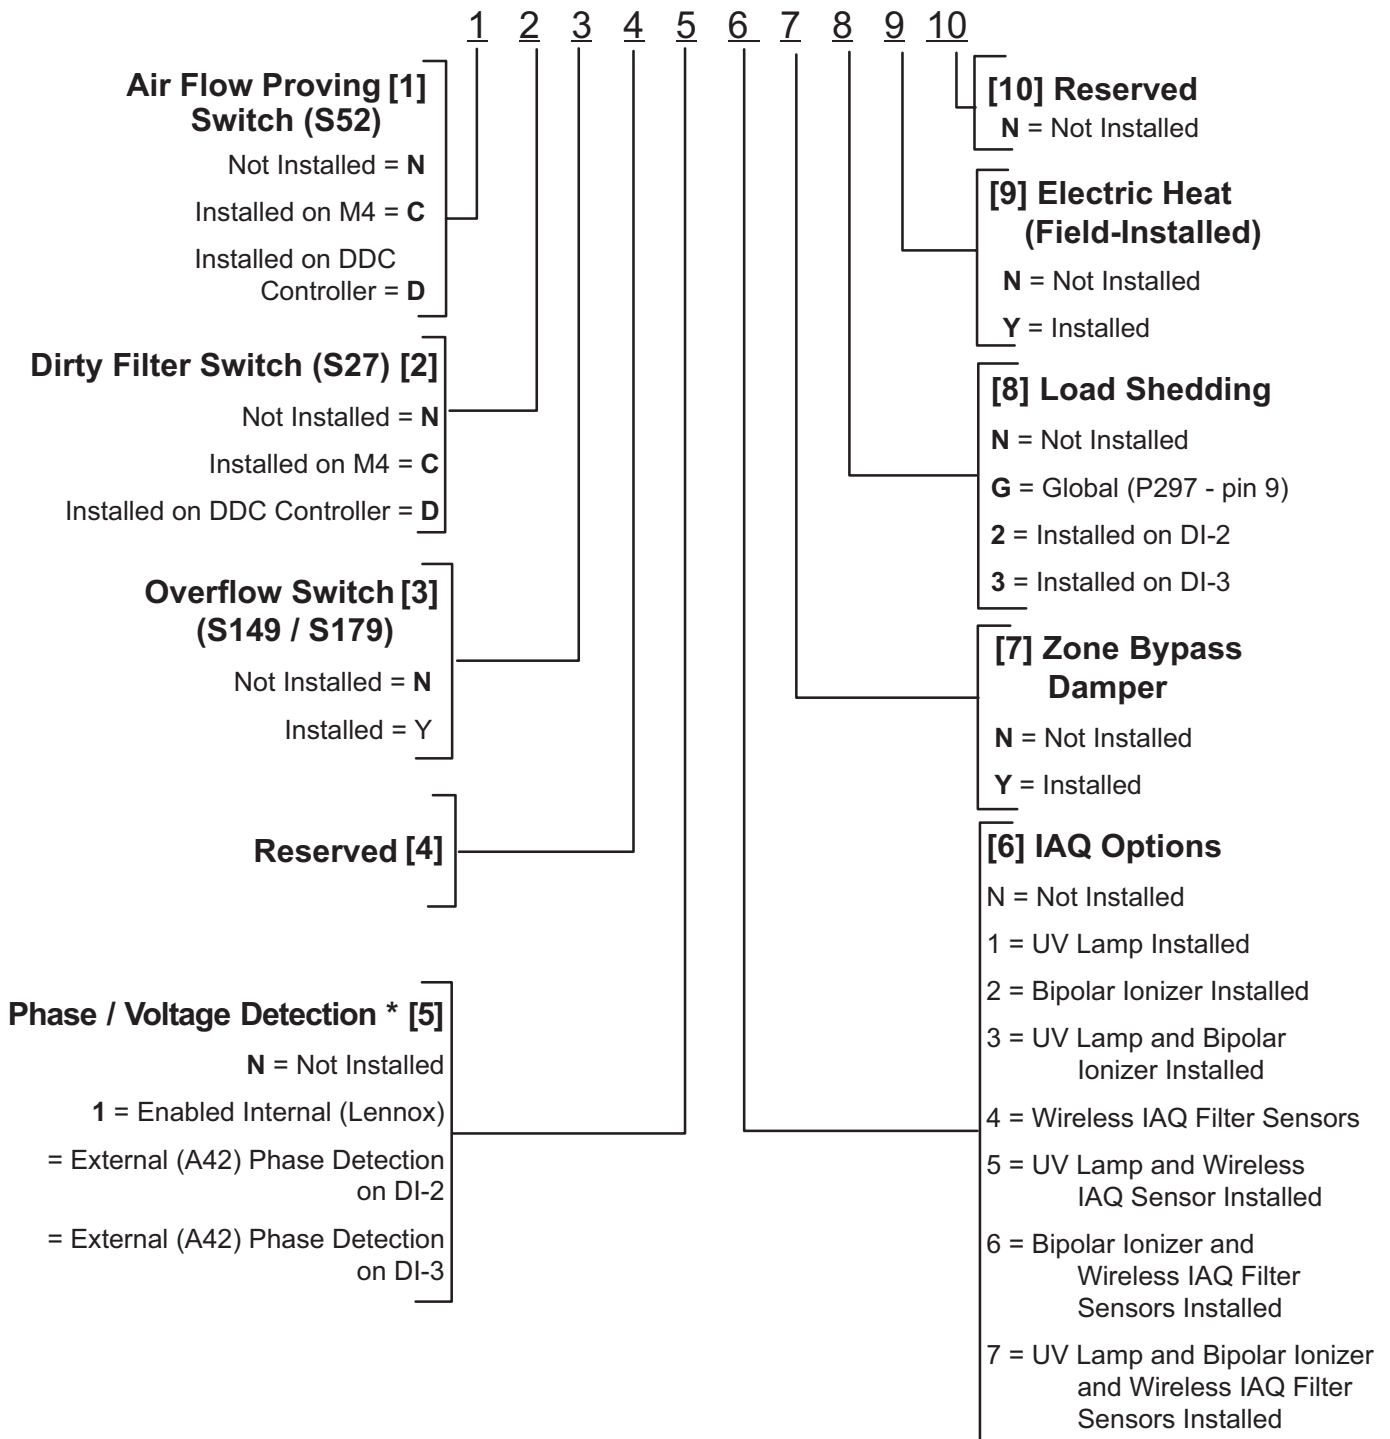 1 2 3 4 5 6 7 8 9 10
Air Flow Proving [1]
Switch (S52)
Not Installed = N
Installed on M4 = C
Installed on DDC
Controller = D
Dirty Filter Switch (S27) [2]
Not Installed = N
Installed on M4 = C
Installed on DDC Controller = D
Overflow Switch [3]
(S149 / S179)
Not Installed = N
Installed = Y
Reserved [4]
Phase / Voltage Detection * [5]
N = Not Installed
1 = Enabled Internal (Lennox)
= External (A42) Phase Detection
on DI-2
= External (A42) Phase Detection
on DI-3
[10] Reserved
N = Not Installed
[9] Electric Heat
(Field-Installed)
N = Not Installed
Y = Installed
[8] Load Shedding
N = Not Installed
G = Global (P297 - pin 9)
2 = Installed on DI-2
3 = Installed on DI-3
[7] Zone Bypass
Damper
N = Not Installed
Y = Installed
[6] IAQ Options
N = Not Installed
1 = UV Lamp Installed
2 = Bipolar Ionizer Installed
3 = UV Lamp and Bipolar
Ionizer Installed
4 = Wireless IAQ Filter Sensors
5 = UV Lamp and Wireless
IAQ Sensor Installed
6 = Bipolar Ionizer and
Wireless IAQ Filter
Sensors Installed
7 = UV Lamp and Bipolar Ionizer
and Wireless IAQ Filter
Sensors Installed